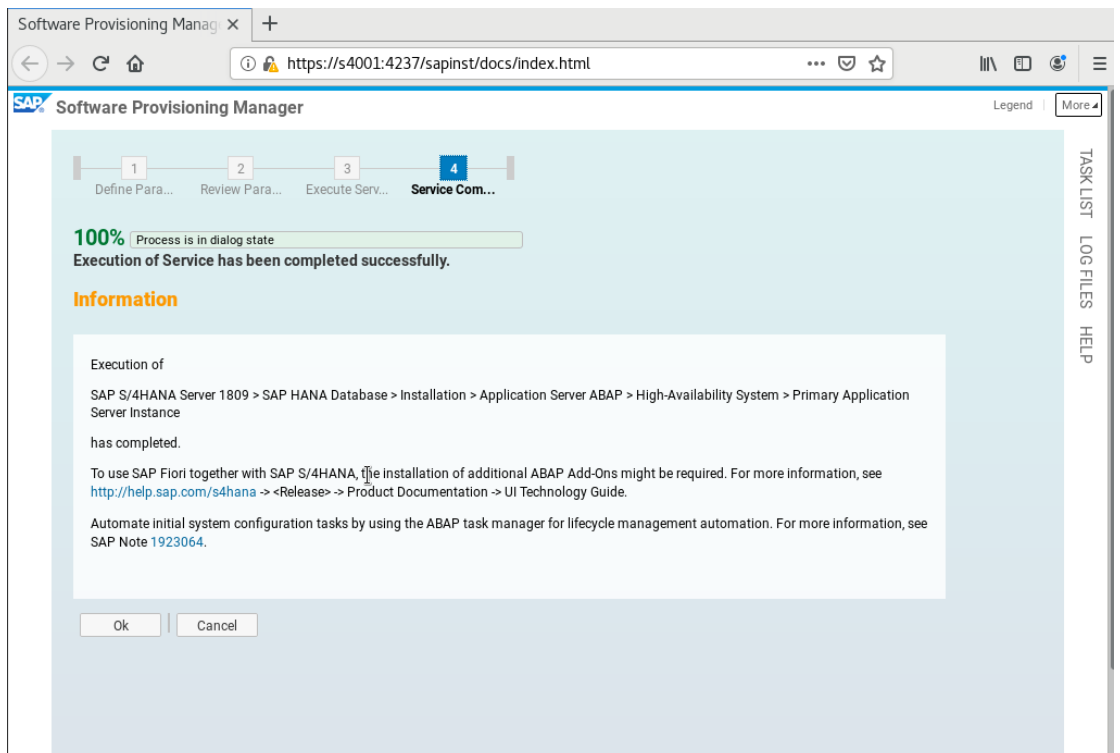 Software Provisioning Manag
https://s4001:4237/sapinst/docs/index.html
SAP Software Provisioning Manager
Legend
More
1
2
3
4
Define Para...
Review Para...
Execute Serv...
Service Com...
100% Process is in dialog state
Execution of Service has been completed successfully.
Information
Execution of
SAP S/4HANA Server 1809 > SAP HANA Database > Installation > Application Server ABAP > High-Availability System > Primary Application
Server Instance
has completed.
To use SAP Fiori together with SAP S/4HANA, the installation of additional ABAP Add-Ons might be required. For more information, see
http://help.sap.com/s4hana -> <Release> -> Product Documentation -> UI Technology Guide.
Automate initial system configuration tasks by using the ABAP task manager for lifecycle management automation. For more information, see
SAP Note 1923064.
Ok
Cancel
TASK LIST
LOG FILES
HELP